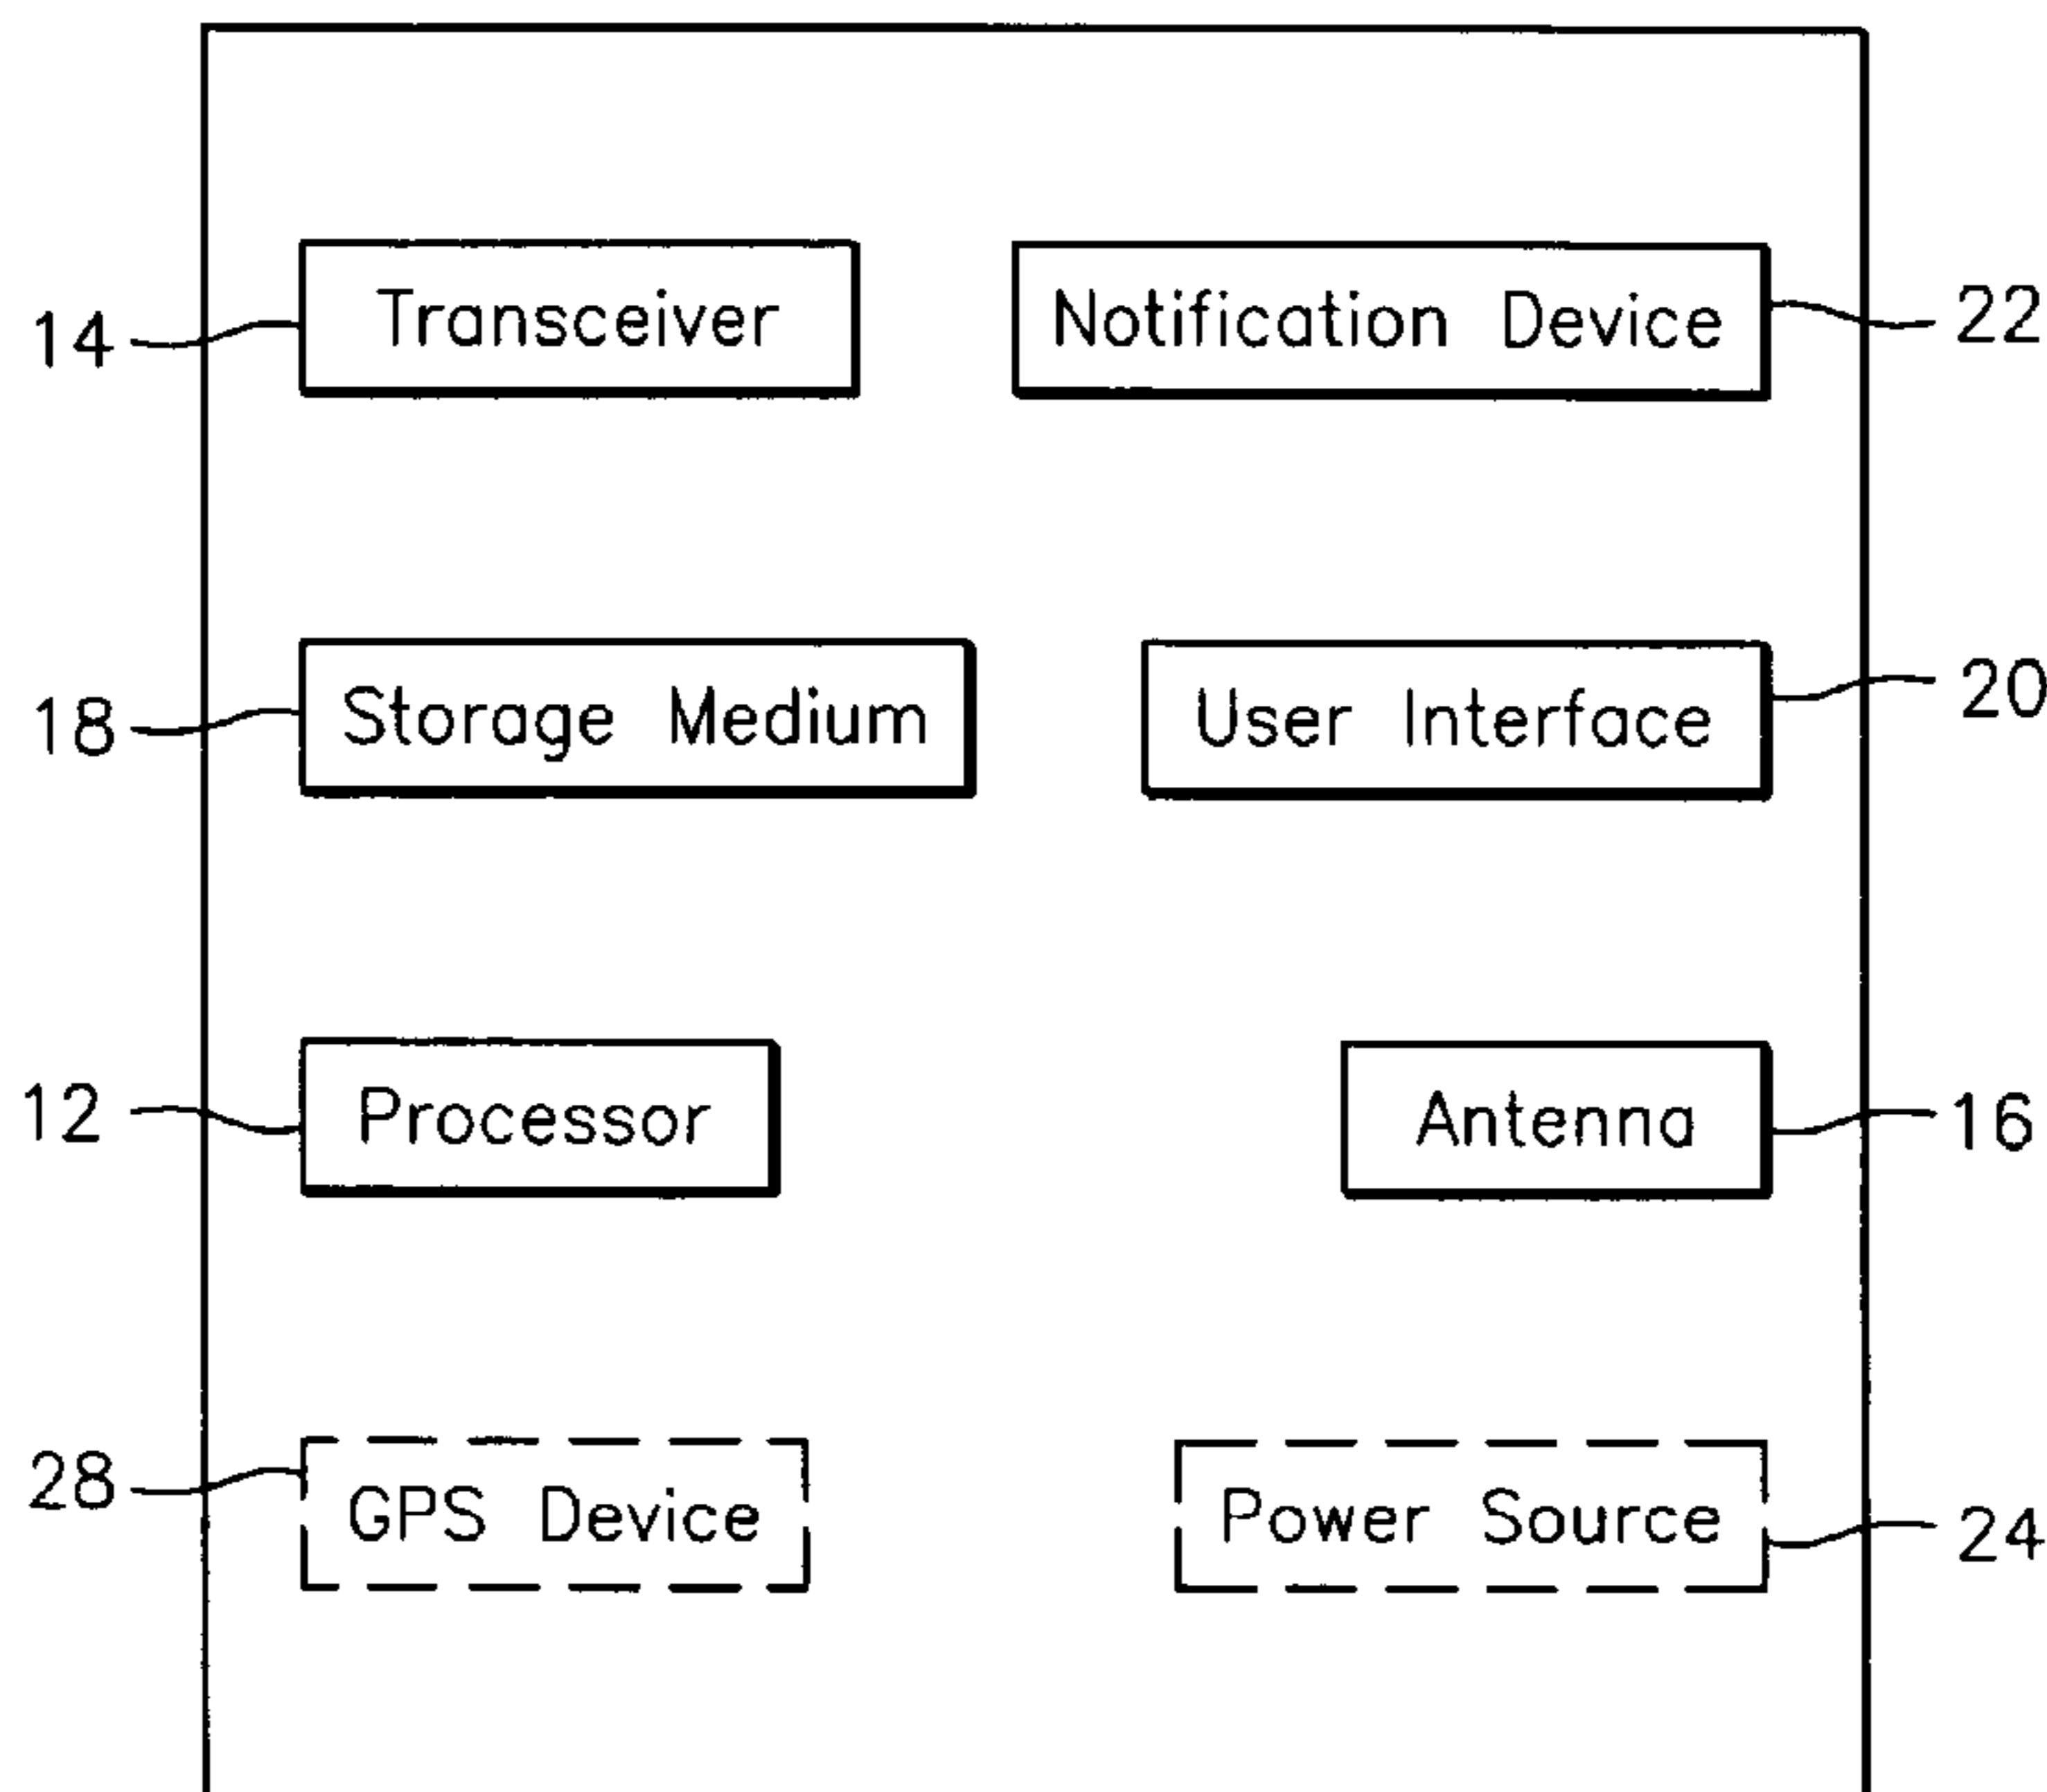 14 Transceiver Notification Device 22
18 Storage Medium User Interface 20
12 Processor Antenna 16
28 GPS Device Power Source 24